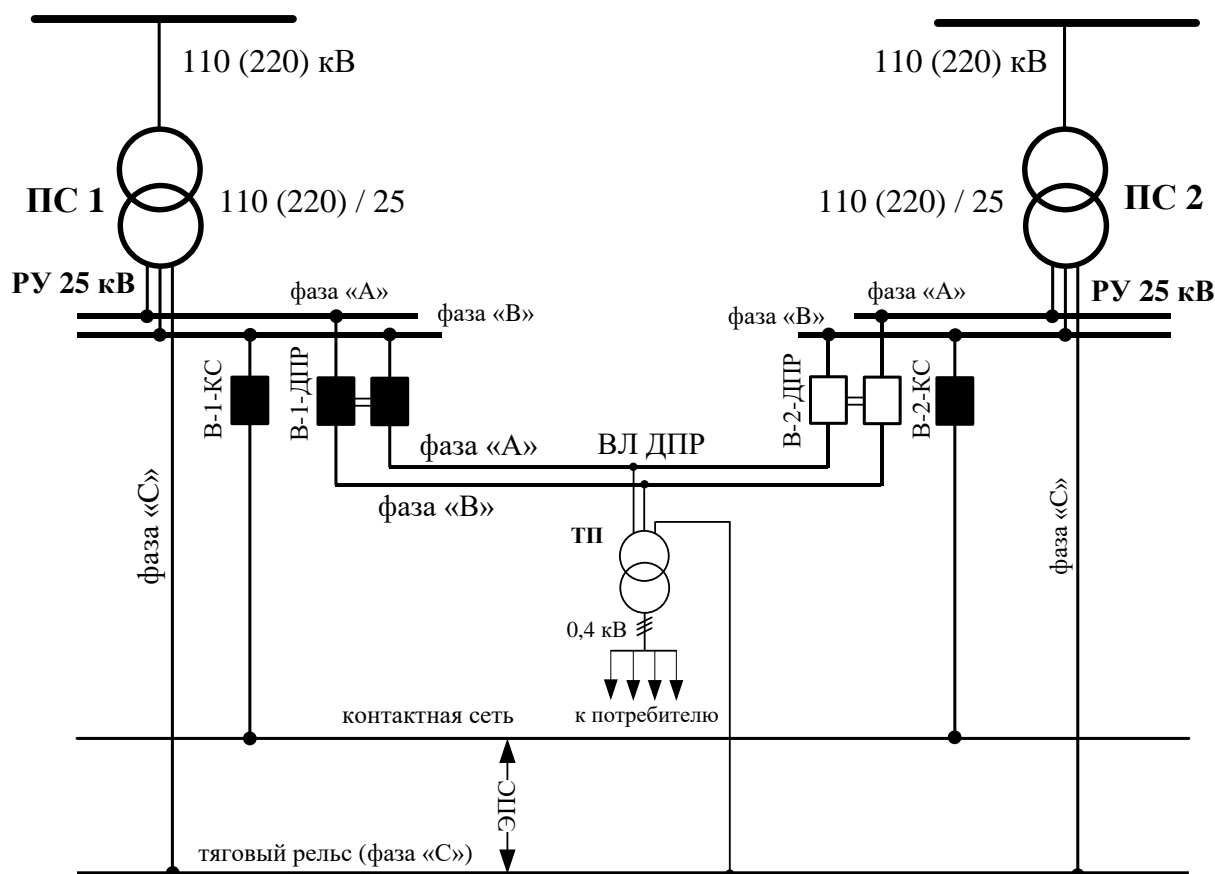 110 (220) кВ
110 (220) кВ
ПС 1
110 (220) / 25
110 (220) / 25
ПС 2
РУ 25 кВ
фаза «А»
фаза «В»
фаза «А»
фаза «В»
РУ 25 кВ
В-1-КС
В-1-ДПР
В-2-ДПР
В-2-КС
фаза «А»
ВЛ ДПР
фаза «В»
фаза «С»
фаза «С»
ТП
0,4 кВ
контактная сеть
к потребителю
ЭПС
тяговый рельс (фаза «С»)